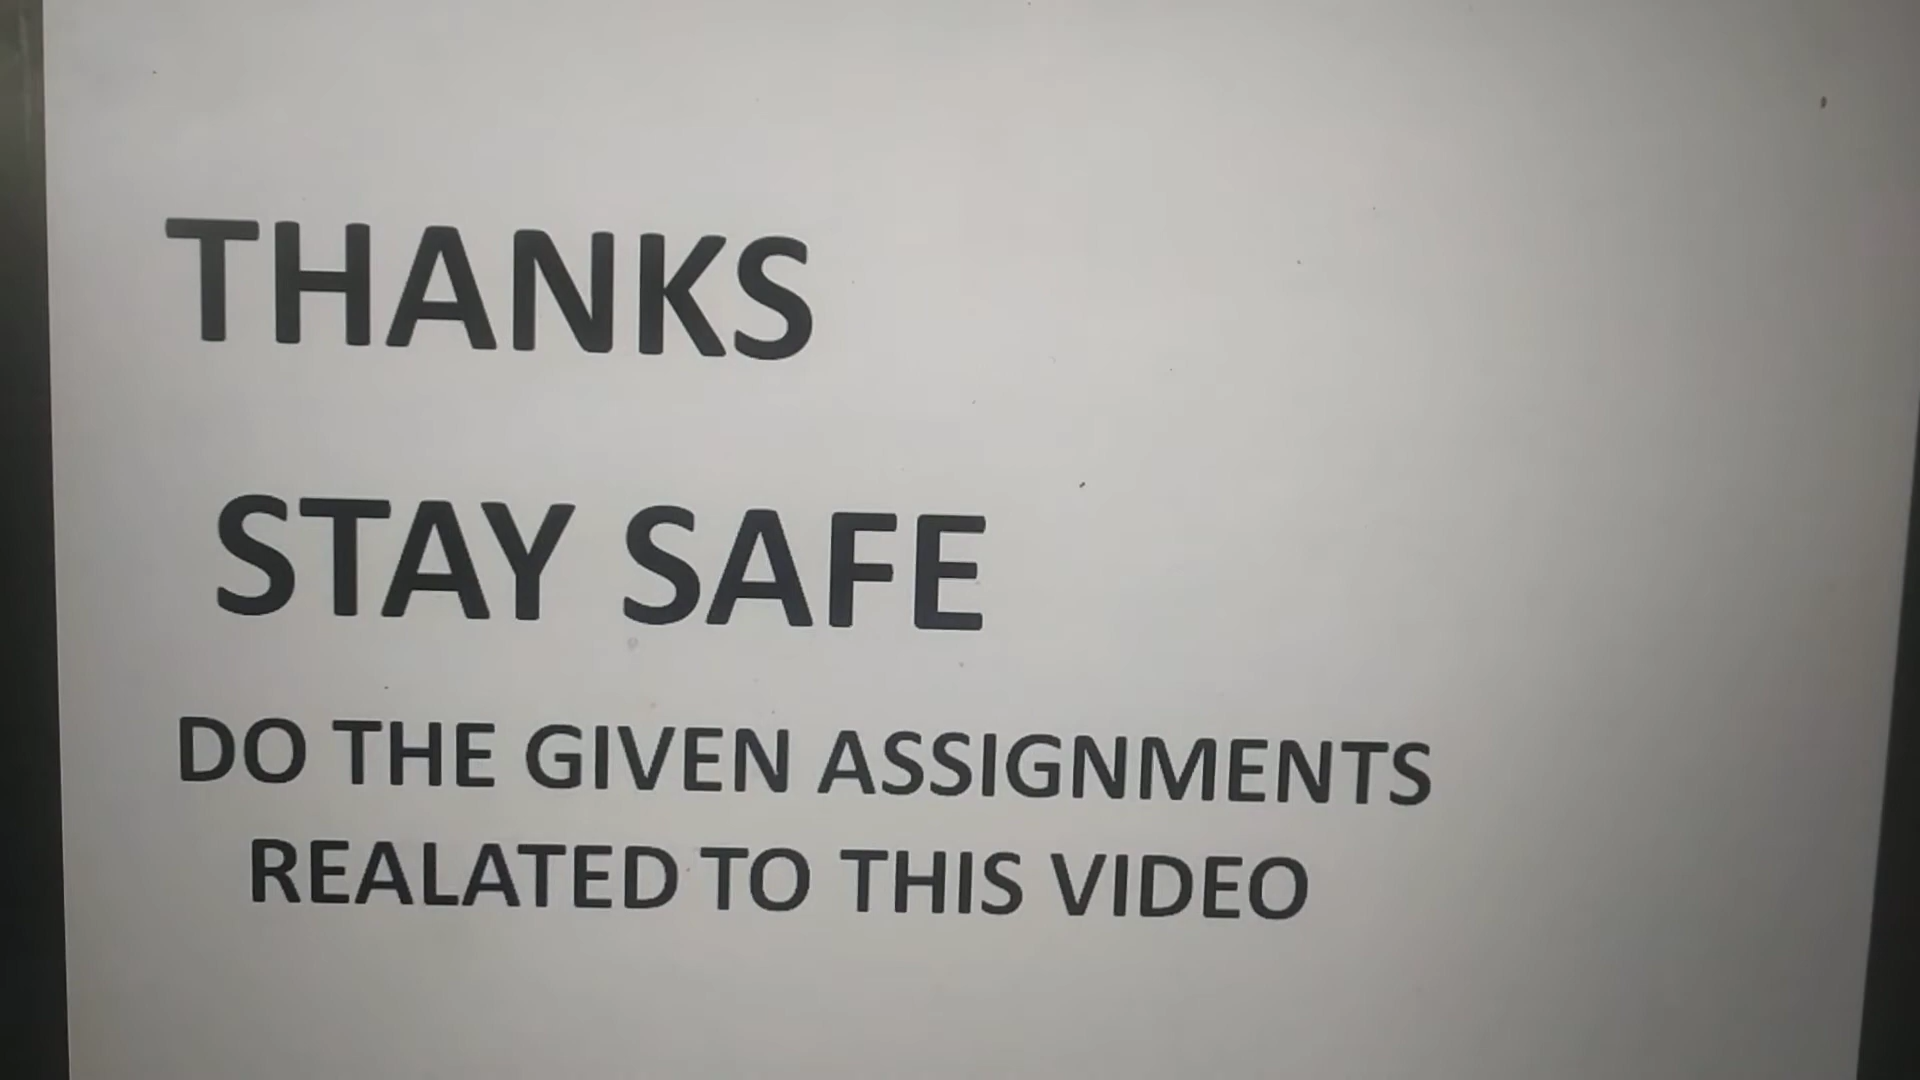 THANKS
STAY SAFE
DO THE GIVEN ASSIGNMENTS
REALATED TO THIS VIDEO